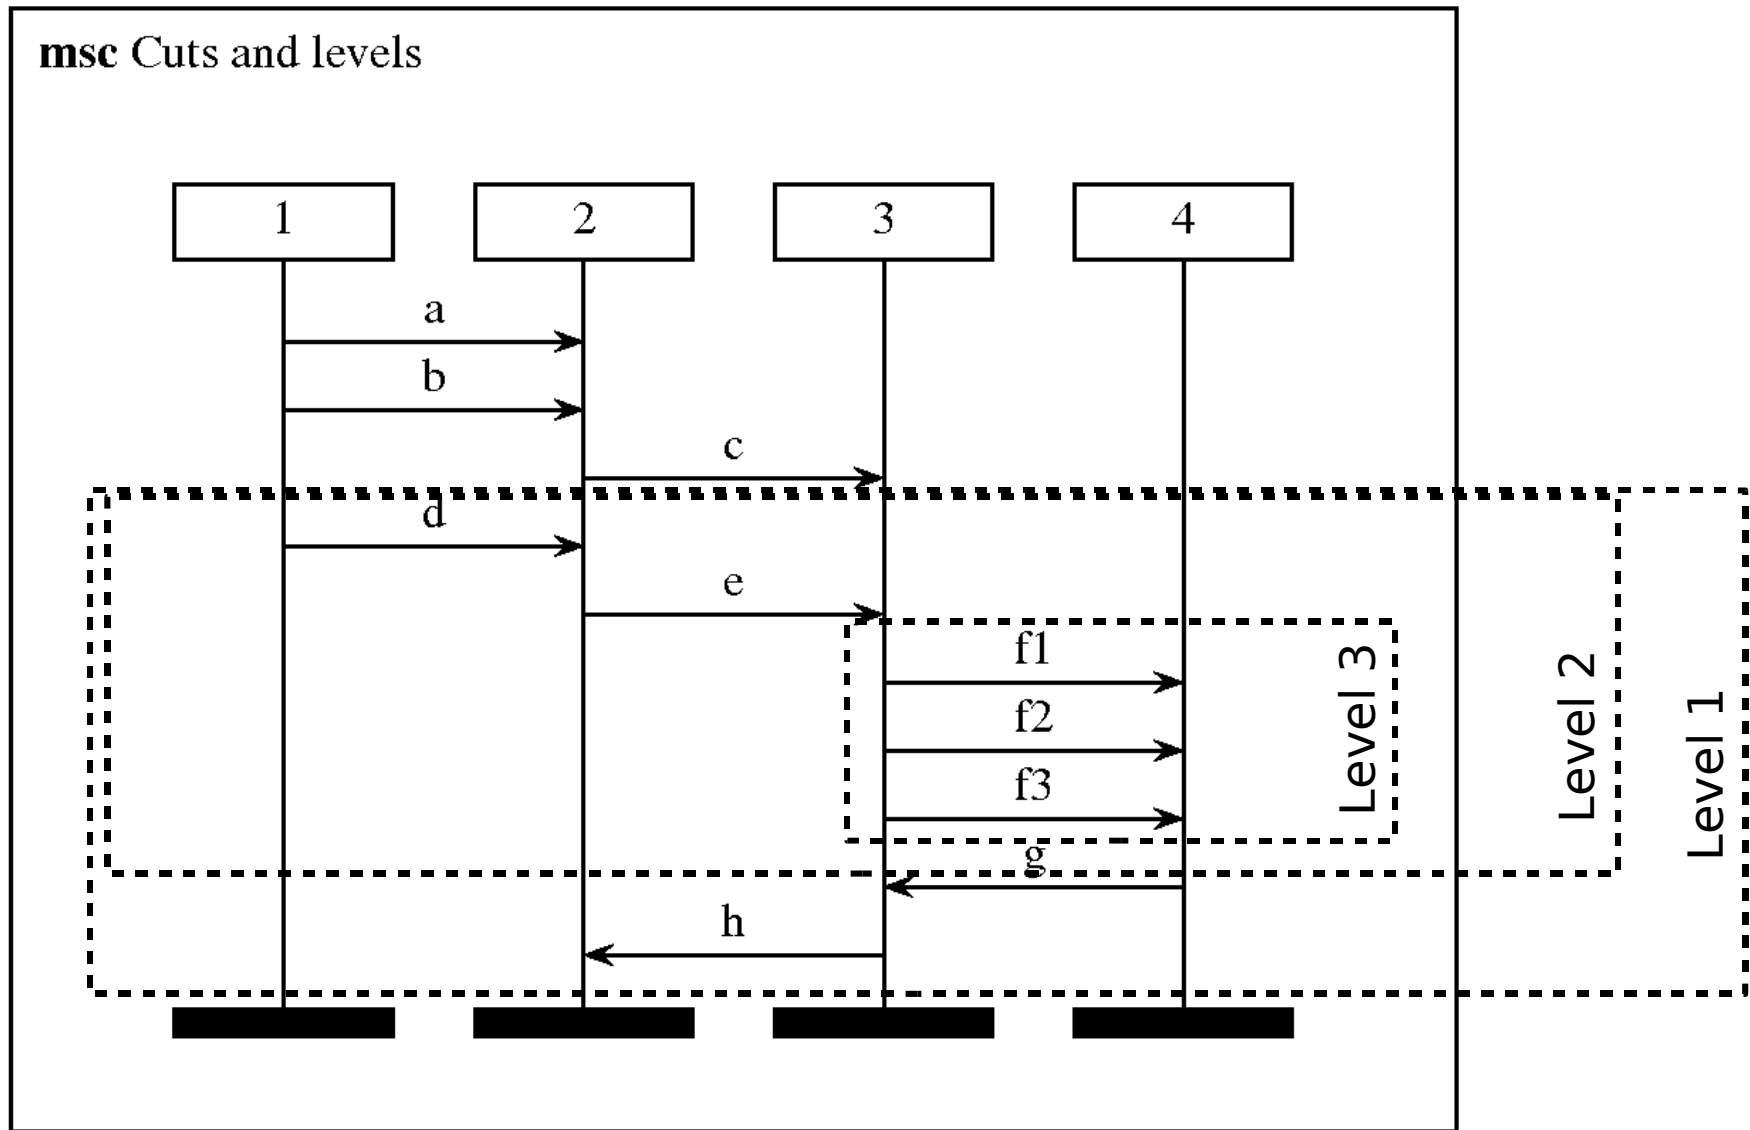 msc Cuts and levels
1 2 3 4
a
b
c
d
e
f1
f2
f3
g
h
Level 3
Level 2
Level 1